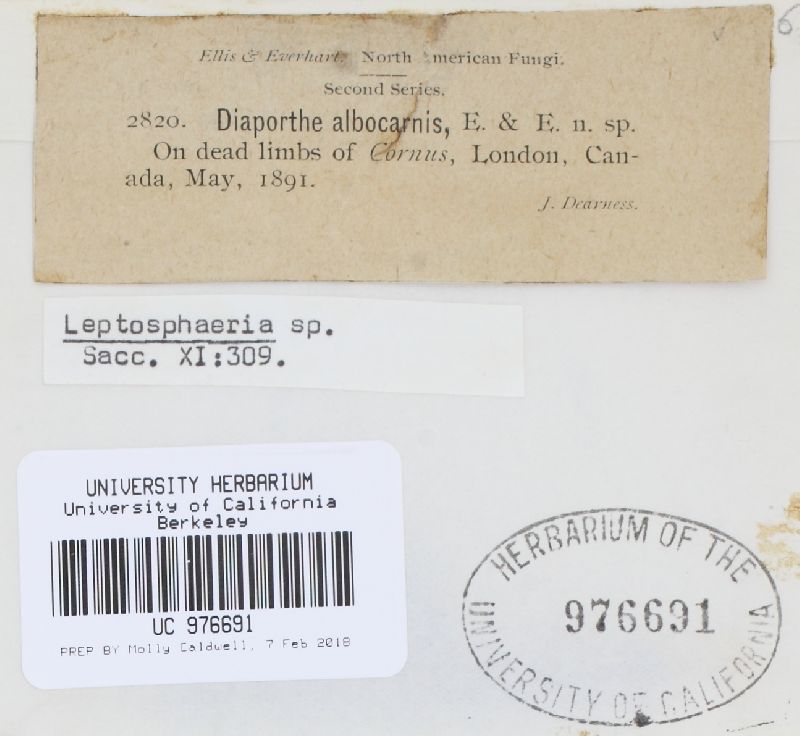 Ellis & Everhart, North American Fungi.
Second Series.
2820. Diaporthe albocarnis, E. & E. n. sp.
On dead limbs of Cornus, London, Can-
ada, May, 1891.
J. Dearness.
Leptosphaeria sp.
Sacc. XI:309.
UNIVERSITY HERBARIUM
University of California
Berkeley
UC 976691
PREP BY Molly Caldwell, 7 Feb 2018
HERBARIUM OF THE
976691
UNIVERSITY OF CALIFORNIA